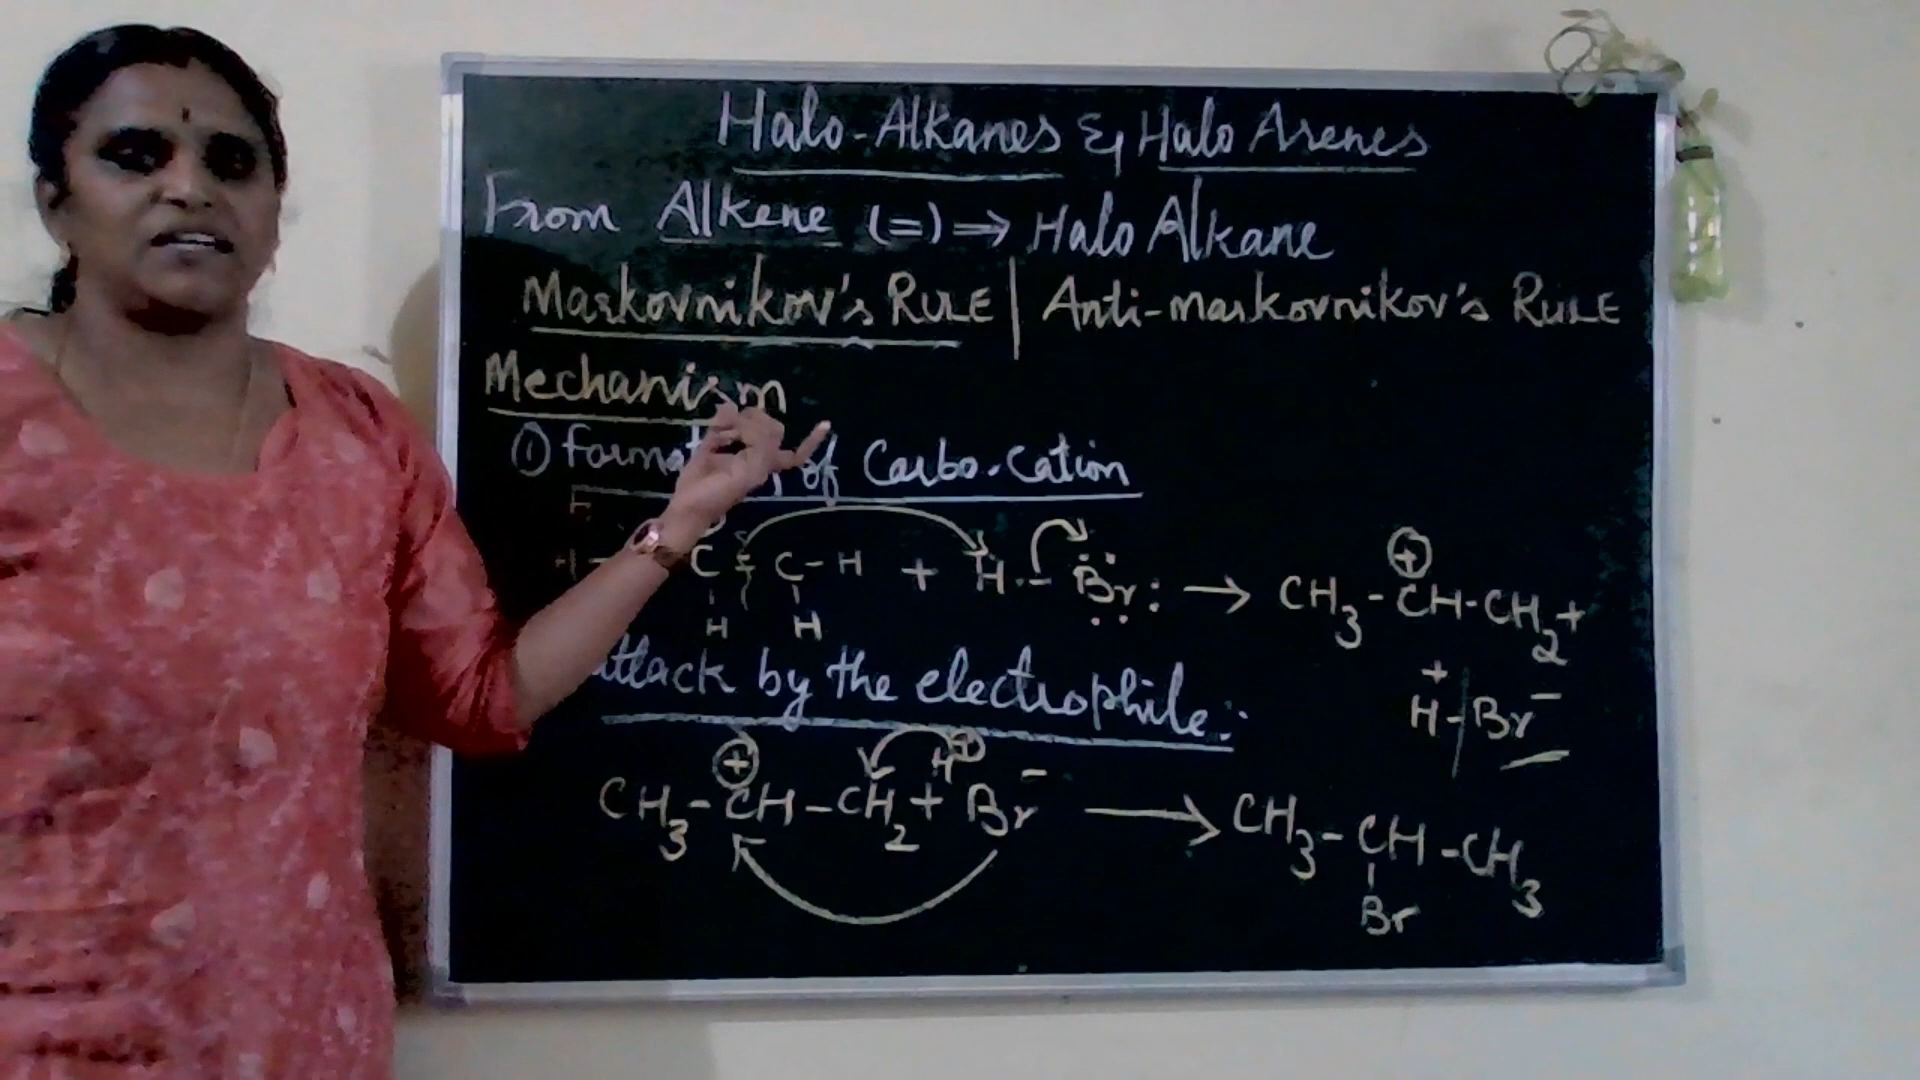 Halo-Alkanes & Halo Arenes
From Alkene (=) ⇒ Halo Alkane
Markovnikov's RULE | Anti-markovnikov's RULE
Mechanism
① of Carbo-Cation
C = C - H + H - Br : → CH3 - CH - CH2 +
⊕
H H
attack by the electrophile:-
+ −
H - Br
⊕ H⊕ −
CH3 - CH - CH2 + Br → CH3 - CH - CH3
Br